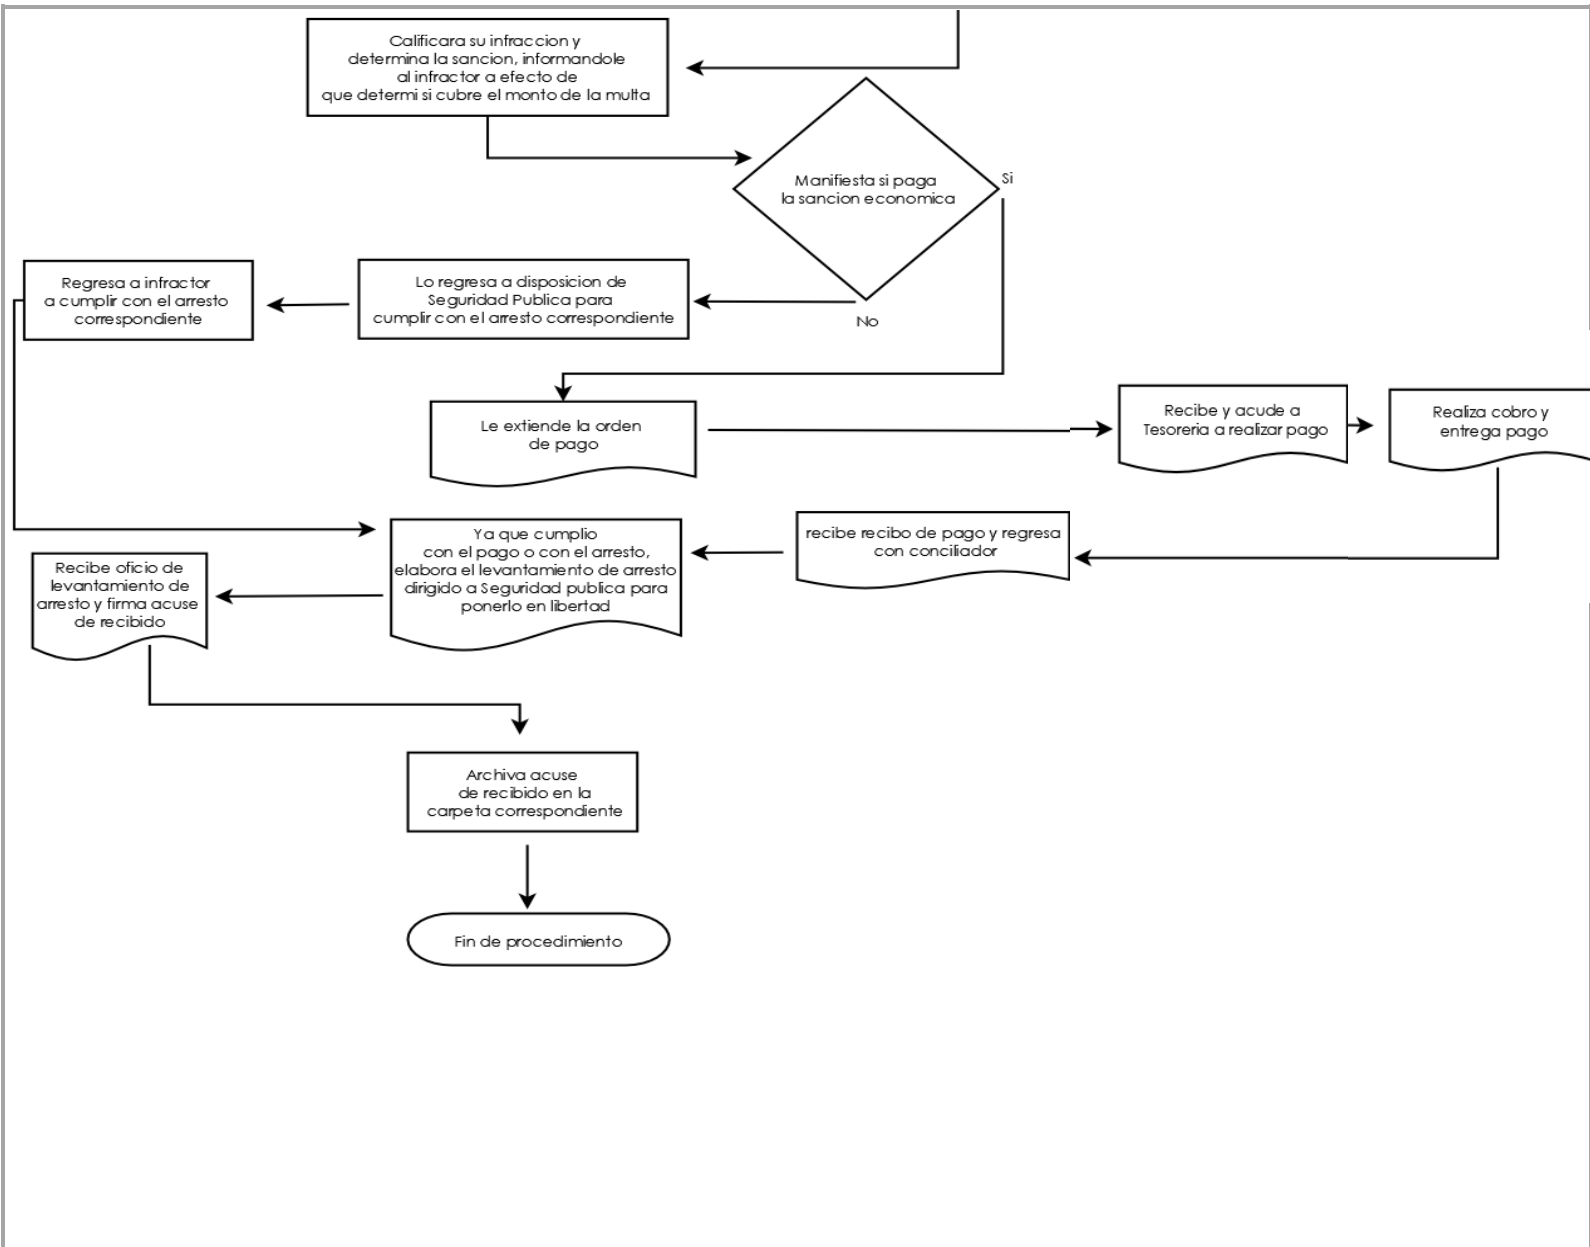 Calificara su infraccion y
determina la sancion, informandole
al infractor a efecto de
que determi si cubre el monto de la multa
Manifiesta si paga
la sancion economica
Si
No
Lo regresa a disposicion de
Seguridad Publica para
cumplir con el arresto correspondiente
Regresa a infractor
a cumplir con el arresto
correspondiente
Le extiende la orden
de pago
Recibe y acude a
Tesoreria a realizar pago
Realiza cobro y
entrega pago
recibe recibo de pago y regresa
con conciliador
Ya que cumplio
con el pago o con el arresto,
elabora el levantamiento de arresto
dirigido a Seguridad publica para
ponerlo en libertad
Recibe oficio de
levantamiento de
arresto y firma acuse
de recibido
Archiva acuse
de recibido en la
carpeta correspondiente
Fin de procedimiento